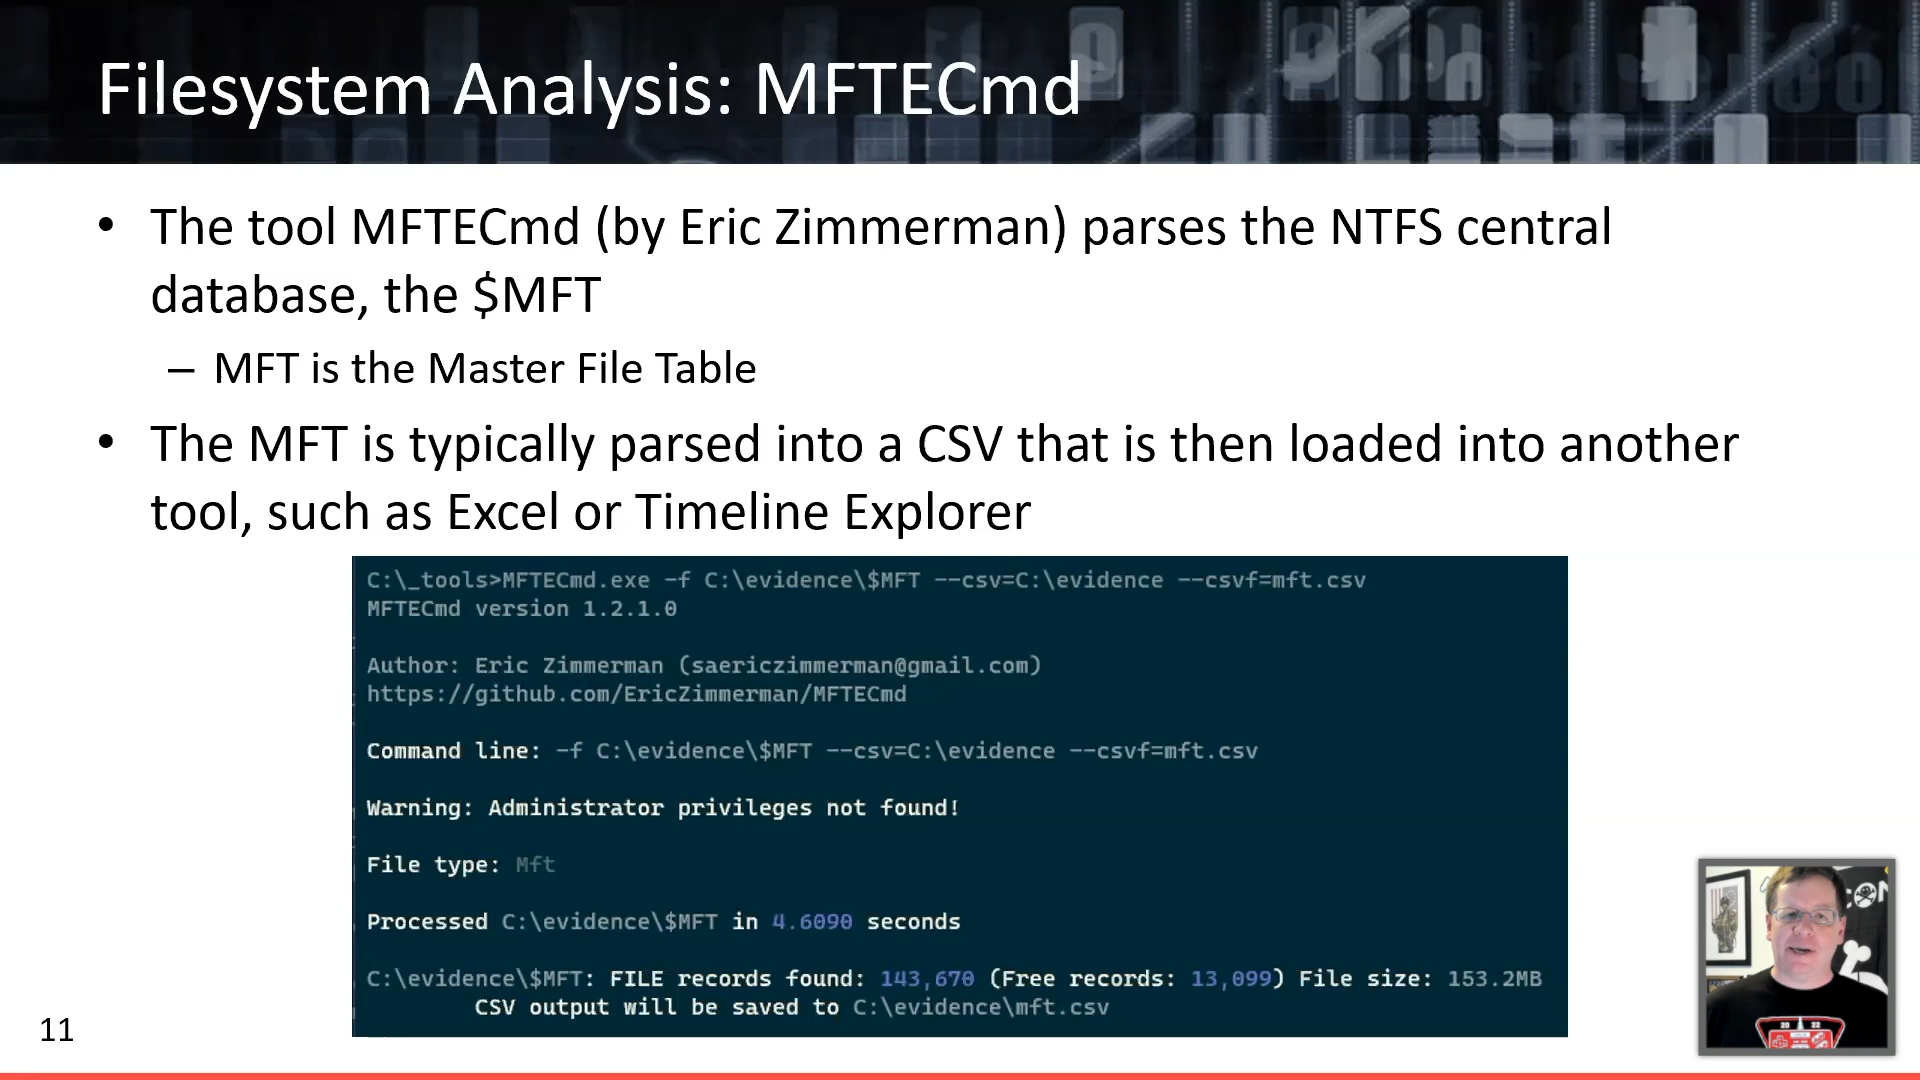 Filesystem Analysis: MFTECmd
• The tool MFTECmd (by Eric Zimmerman) parses the NTFS central
database, the $MFT
– MFT is the Master File Table
• The MFT is typically parsed into a CSV that is then loaded into another
tool, such as Excel or Timeline Explorer
C:\_tools>MFTECmd.exe -f C:\evidence\$MFT --csv=C:\evidence --csvf=mft.csv
MFTECmd version 1.2.1.0
Author: Eric Zimmerman (saericzimmerman@gmail.com)
https://github.com/EricZimmerman/MFTECmd
Command line: -f C:\evidence\$MFT --csv=C:\evidence --csvf=mft.csv
Warning: Administrator privileges not found!
File type: Mft
Processed C:\evidence\$MFT in 4.6090 seconds
C:\evidence\$MFT: FILE records found: 143,670 (Free records: 13,099) File size: 153.2MB
CSV output will be saved to C:\evidence\mft.csv
11
20 22